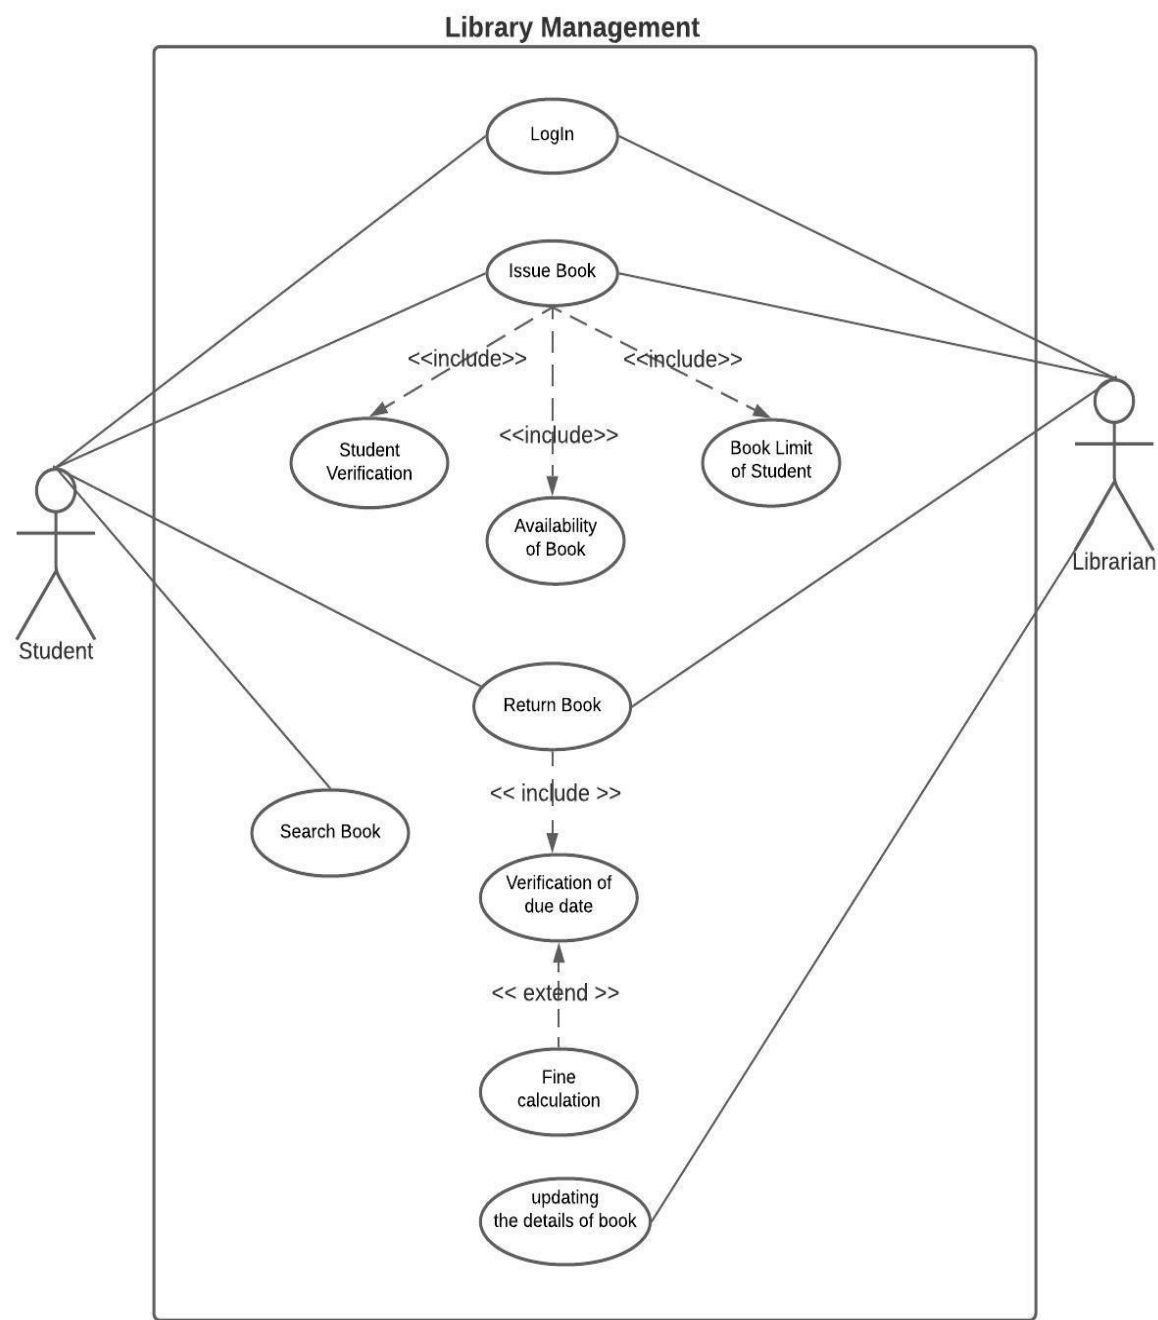 Library Management
LogIn
Issue Book
<<include>>
<<include>>
<<include>>
Student
Verification
Book Limit
of Student
Availability
of Book
Librarian
Student
Return Book
<< include >>
Search Book
Verification of
due date
<< extend >>
Fine
calculation
updating
the details of book